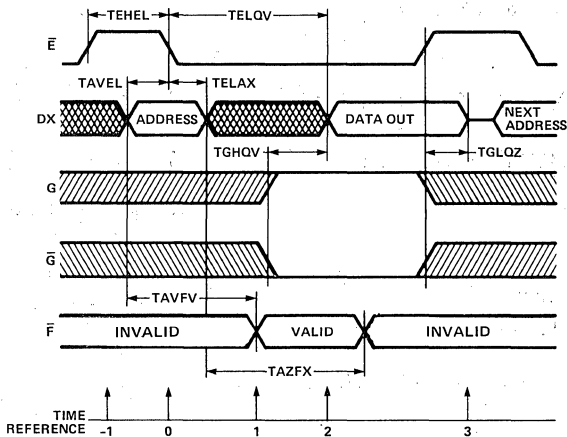 TEHEL TELQV
Ē
TAVEL TELAX
DX ADDRESS DATA OUT NEXT ADDRESS
TGHQV TGLQZ
G
G̅
TAVFV
F̅ INVALID VALID INVALID
TAZFX
TIME REFERENCE -1 0 1 2 3